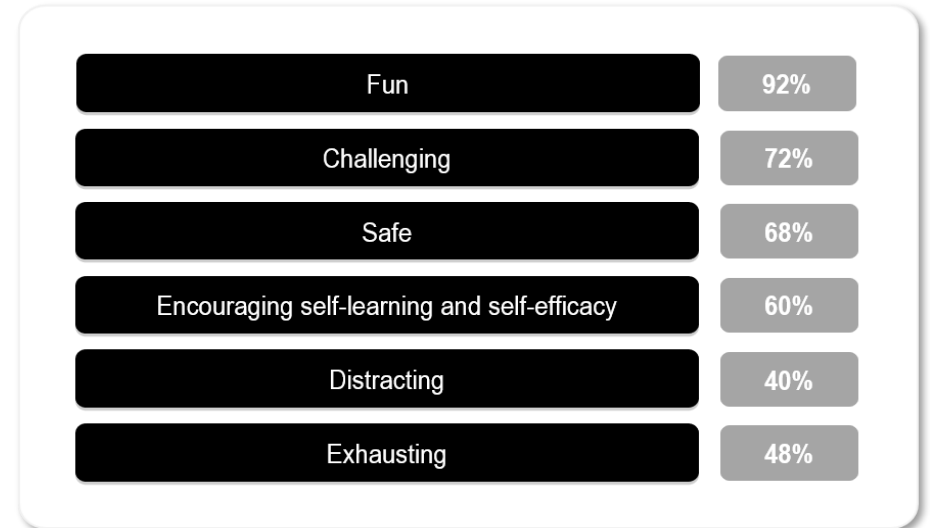 Fun 92%
Challenging 72%
Safe 68%
Encouraging self-learning and self-efficacy 60%
Distracting 40%
Exhausting 48%